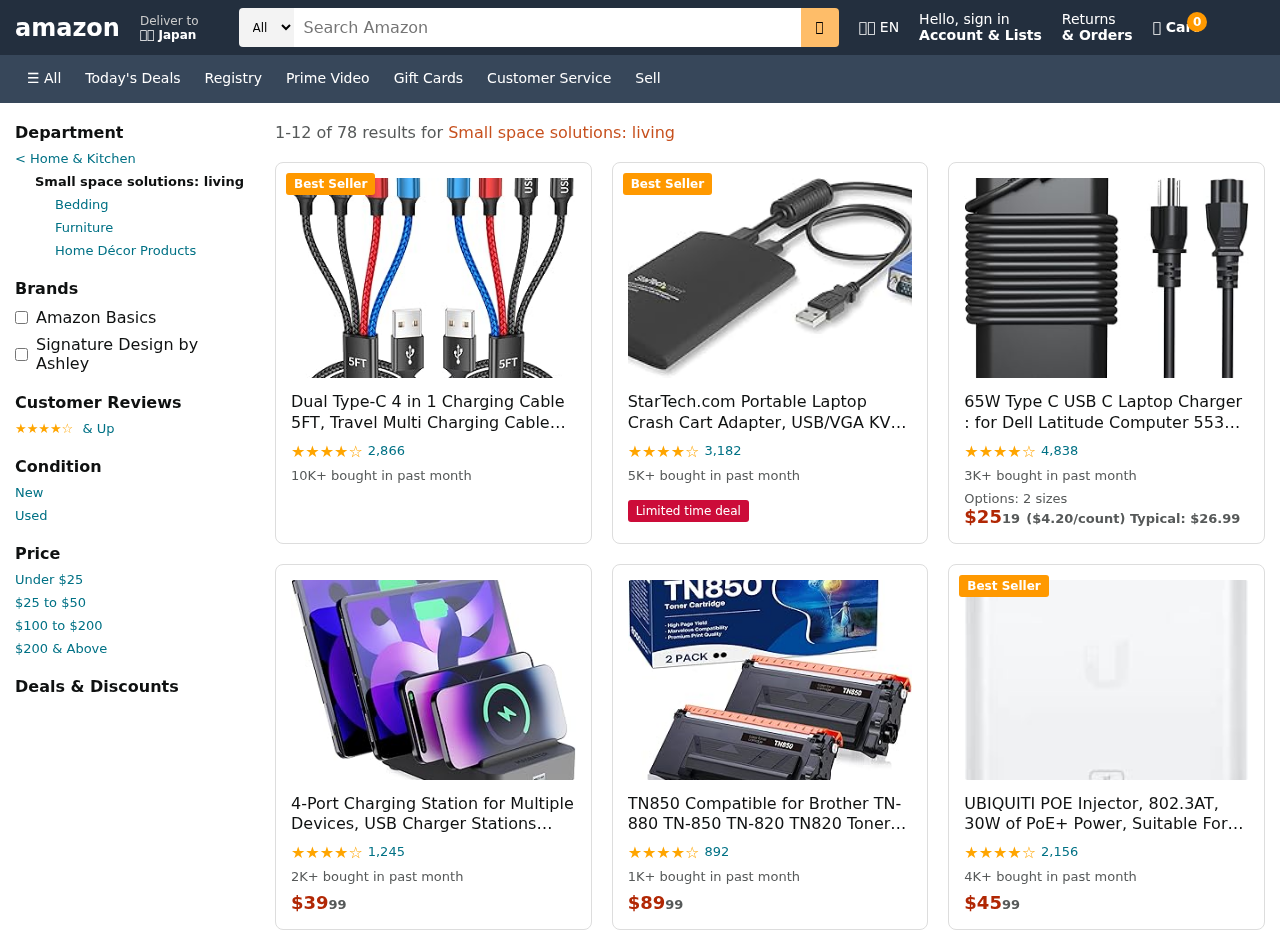 amazon
Deliver to
Japan
All
Search Amazon
EN
Hello, sign in
Account & Lists
Returns
& Orders
0
☰ All
Today's Deals
Registry
Prime Video
Gift Cards
Customer Service
Sell
Department
< Home & Kitchen
Small space solutions: living
Bedding
Furniture
Home Décor Products
Brands
Amazon Basics
Signature Design by
Ashley
Customer Reviews
★★★★☆ & Up
Condition
New
Used
Price
Under $25
$25 to $50
$100 to $200
$200 & Above
Deals & Discounts
1-12 of 78 results for Small space solutions: living
Best Seller
5FT
5FT
Dual Type-C 4 in 1 Charging Cable
5FT, Travel Multi Charging Cable…
★★★★☆ 2,866
10K+ bought in past month
Best Seller
StarTech.com
StarTech.com Portable Laptop
Crash Cart Adapter, USB/VGA KV…
★★★★☆ 3,182
5K+ bought in past month
Limited time deal
65W Type C USB C Laptop Charger
: for Dell Latitude Computer 553…
★★★★☆ 4,838
3K+ bought in past month
Options: 2 sizes
$25 19 ($4.20/count) Typical: $26.99
4-Port Charging Station for Multiple
Devices, USB Charger Stations…
★★★★☆ 1,245
2K+ bought in past month
$39 99
TN850
Toner Cartridge
· High Page Yield
· Marvelous Compatibility
· Premium Print Quality
2 PACK
TN850
TN850
TN850 Compatible for Brother TN-
880 TN-850 TN-820 TN820 Toner…
★★★★☆ 892
1K+ bought in past month
$89 99
Best Seller
UBIQUITI POE Injector, 802.3AT,
30W of PoE+ Power, Suitable For…
★★★★☆ 2,156
4K+ bought in past month
$45 99